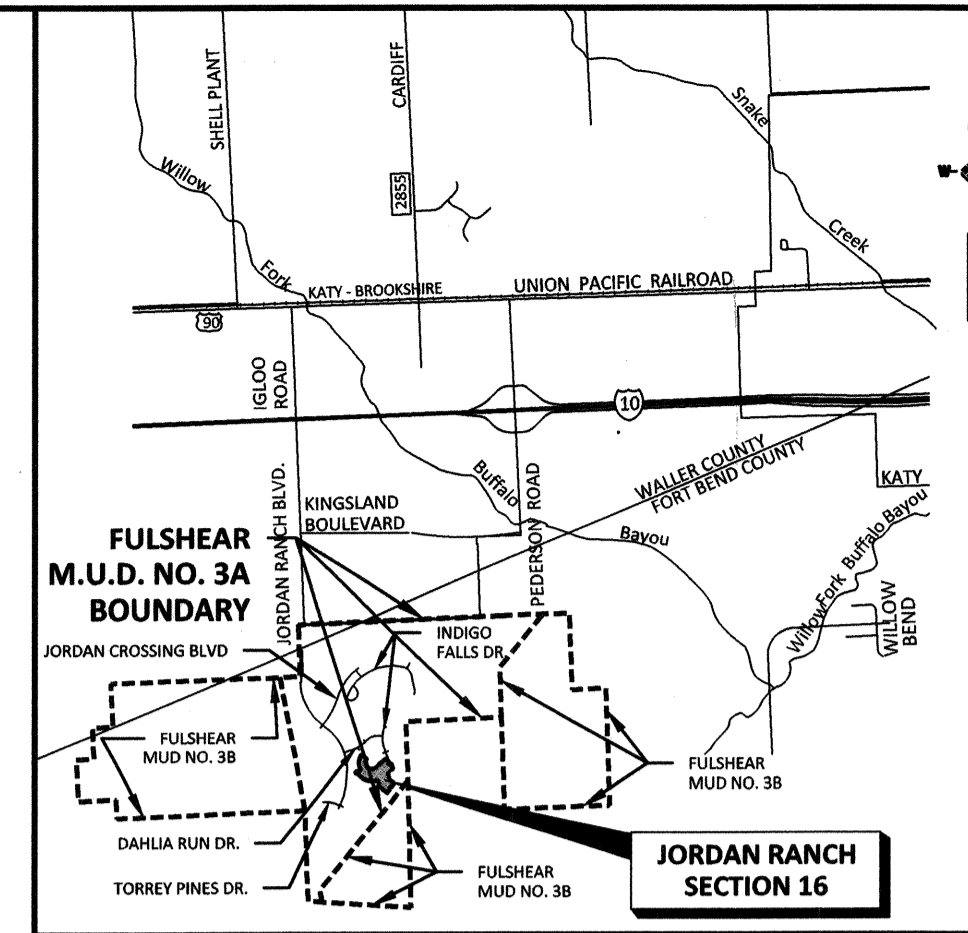 SHELL PLANT
CARDIFF
Snake
W-
Willow
2855
Creek
Fork
KATY - BROOKSHIRE
UNION PACIFIC RAILROAD
90
IGLOO
ROAD
10
WALLER COUNTY
FORT BEND COUNTY
Buffalo
KATY
KINGSLAND
BOULEVARD
JORDAN RANCH BLVD.
PEDERSON ROAD
Bayou
Willow Fork Buffalo Bayou
WILLOW
BEND
FULSHEAR
M.U.D. NO. 3A
BOUNDARY
INDIGO
FALLS DR.
JORDAN CROSSING BLVD
FULSHEAR
MUD NO. 3B
FULSHEAR
MUD NO. 3B
DAHLIA RUN DR.
TORREY PINES DR.
FULSHEAR
MUD NO. 3B
JORDAN RANCH
SECTION 16